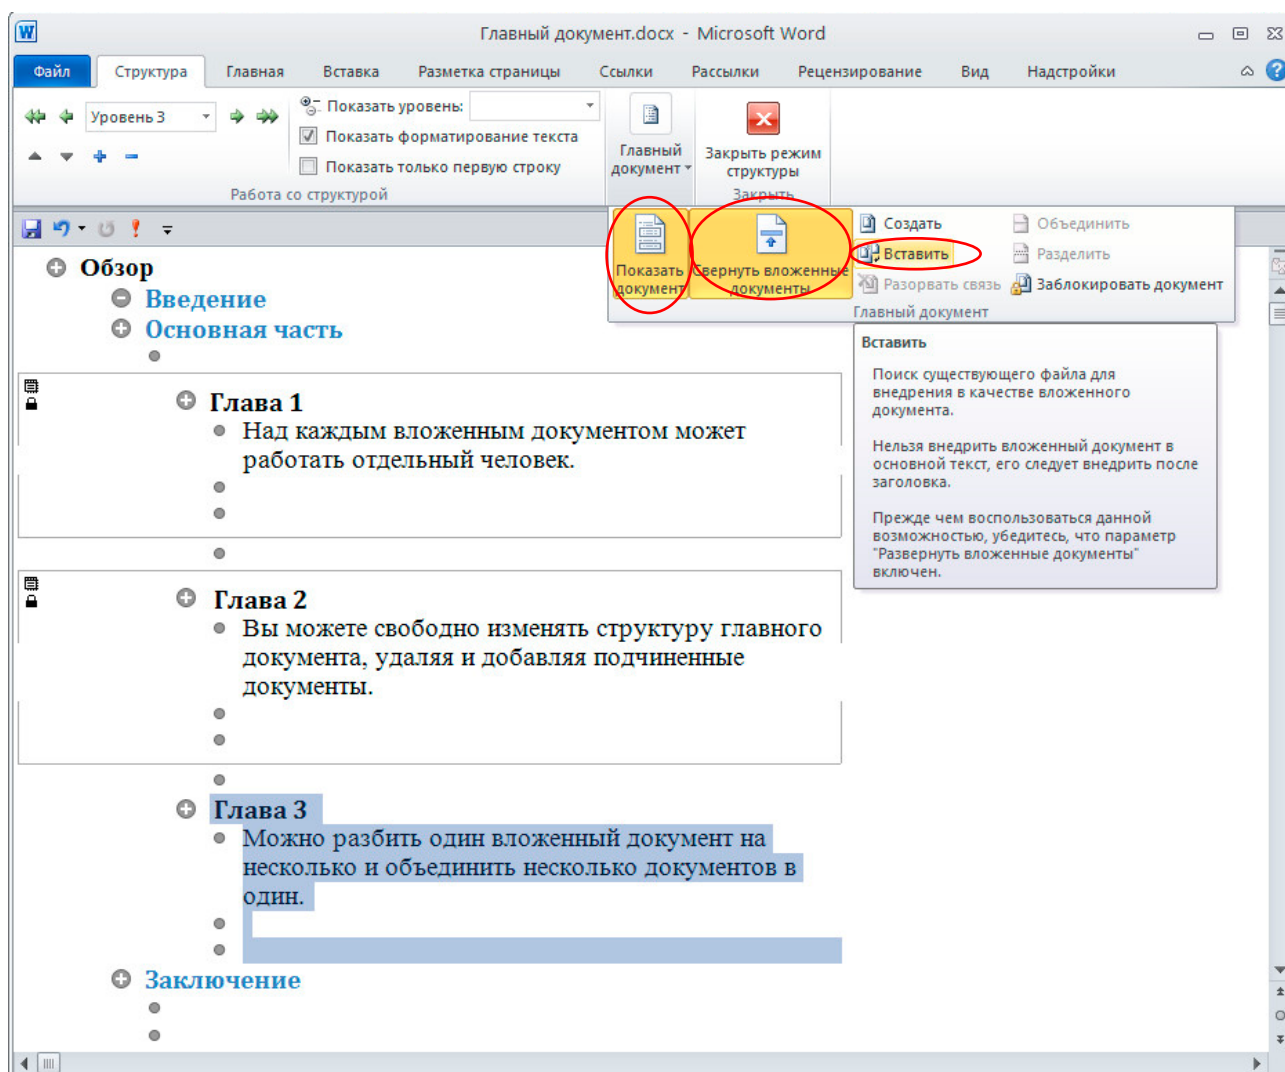 Главный документ.docx - Microsoft Word
Файл Структура Главная Вставка Разметка страницы Ссылки Рассылки Рецензирование Вид Надстройки
Уровень 3
Показать уровень:
Показать форматирование текста
Показать только первую строку
Работа со структурой
Главный
документ
Закрыть режим
структуры
Закрыть
Показать
документ
Свернуть вложенные
документы
Создать
Вставить
Разорвать связь
Объединить
Разделить
Заблокировать документ
Главный документ
Вставить
Поиск существующего файла для
внедрения в качестве вложенного
документа.
Нельзя внедрить вложенный документ в
основной текст, его следует внедрить после
заголовка.
Прежде чем воспользоваться данной
возможностью, убедитесь, что параметр
"Развернуть вложенные документы"
включен.
Обзор
Введение
Основная часть
Глава 1
Над каждым вложенным документом может
работать отдельный человек.
Глава 2
Вы можете свободно изменять структуру главного
документа, удаляя и добавляя подчиненные
документы.
Глава 3
Можно разбить один вложенный документ на
несколько и объединить несколько документов в
один.
Заключение